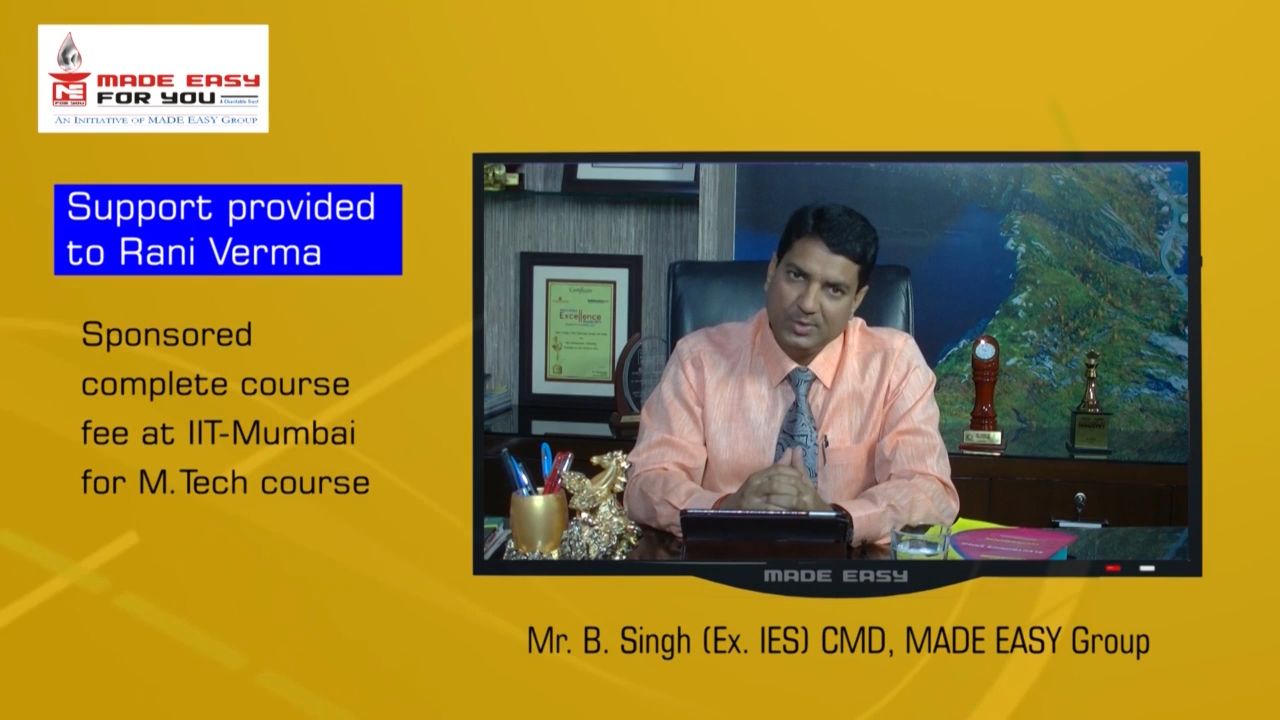 MADE EASY
FOR YOU
A Charitable Trust
AN INITIATIVE OF MADE EASY GROUP
Support provided
to Rani Verma
Sponsored
complete course
fee at IIT-Mumbai
for M.Tech course
Certificate
Excellence
MADE EASY
Mr. B. Singh (Ex. IES) CMD, MADE EASY Group